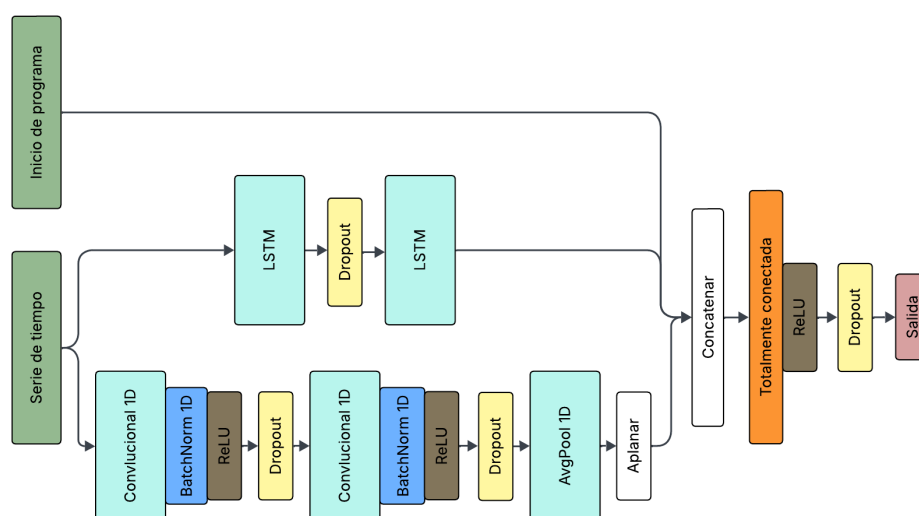 Inicio de programa
Serie de tiempo
LSTM
Dropout
LSTM
Convlucional 1D
BatchNorm 1D
ReLU
Dropout
Convlucional 1D
BatchNorm 1D
ReLU
Dropout
AvgPool 1D
Aplanar
Concatenar
Totalmente conectada
ReLU
Dropout
Salida